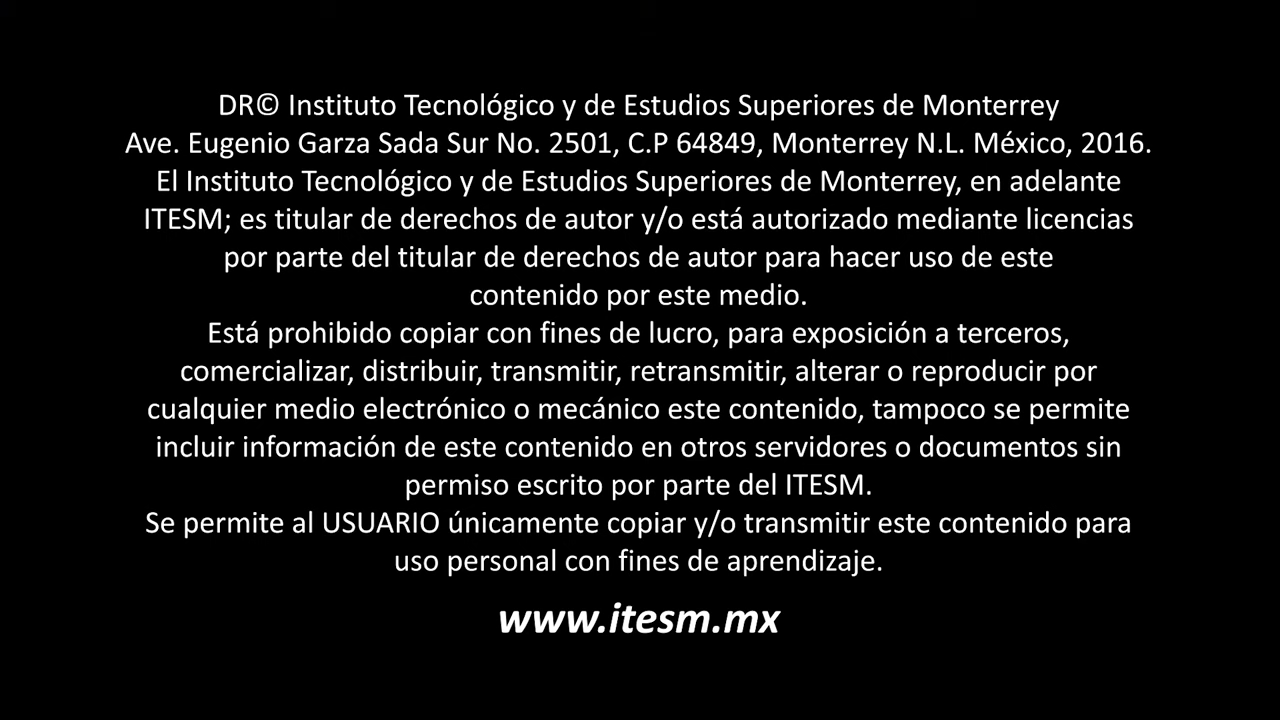 DR© Instituto Tecnológico y de Estudios Superiores de Monterrey
Ave. Eugenio Garza Sada Sur No. 2501, C.P 64849, Monterrey N.L. México, 2016.
El Instituto Tecnológico y de Estudios Superiores de Monterrey, en adelante
ITESM; es titular de derechos de autor y/o está autorizado mediante licencias
por parte del titular de derechos de autor para hacer uso de este
contenido por este medio.
Está prohibido copiar con fines de lucro, para exposición a terceros,
comercializar, distribuir, transmitir, retransmitir, alterar o reproducir por
cualquier medio electrónico o mecánico este contenido, tampoco se permite
incluir información de este contenido en otros servidores o documentos sin
permiso escrito por parte del ITESM.
Se permite al USUARIO únicamente copiar y/o transmitir este contenido para
uso personal con fines de aprendizaje.
www.itesm.mx